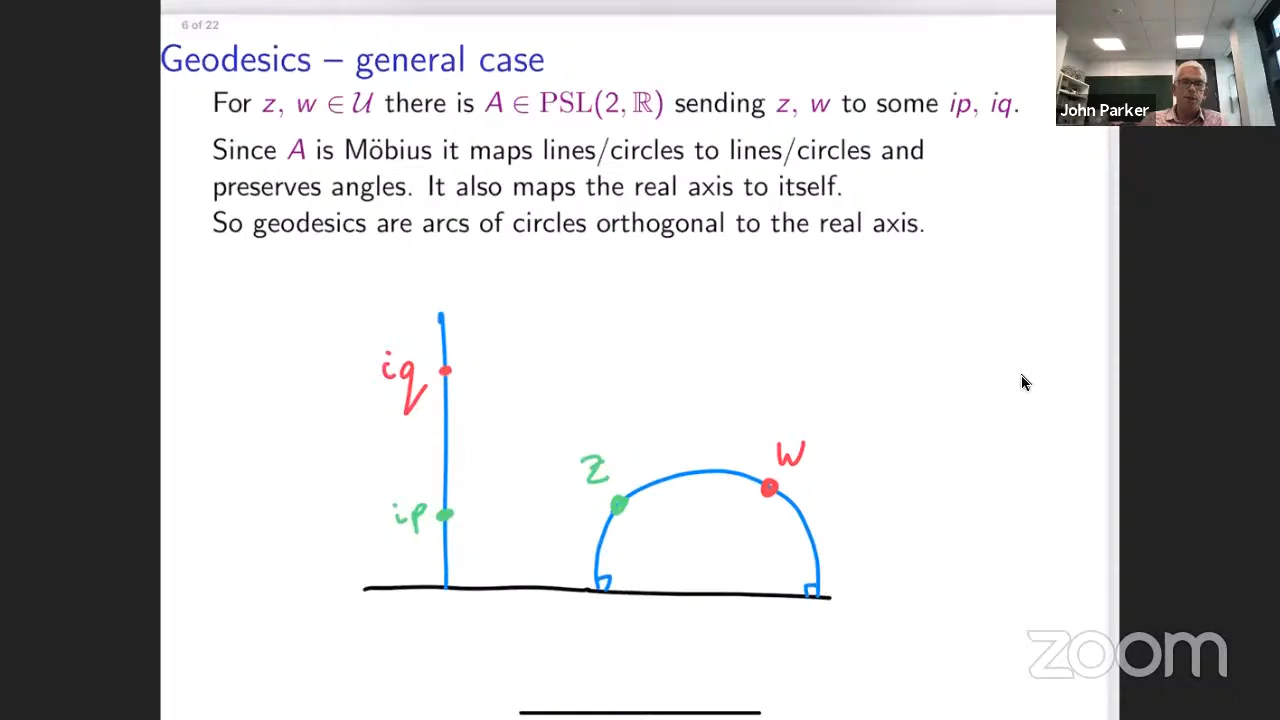 6 of 22
Geodesics – general case
For z, w ∈ 𝒰 there is A ∈ PSL(2, ℝ) sending z, w to some ip, iq.
Since A is Möbius it maps lines/circles to lines/circles and
preserves angles. It also maps the real axis to itself.
So geodesics are arcs of circles orthogonal to the real axis.
iq
ip
z
w
John Parker
zoom